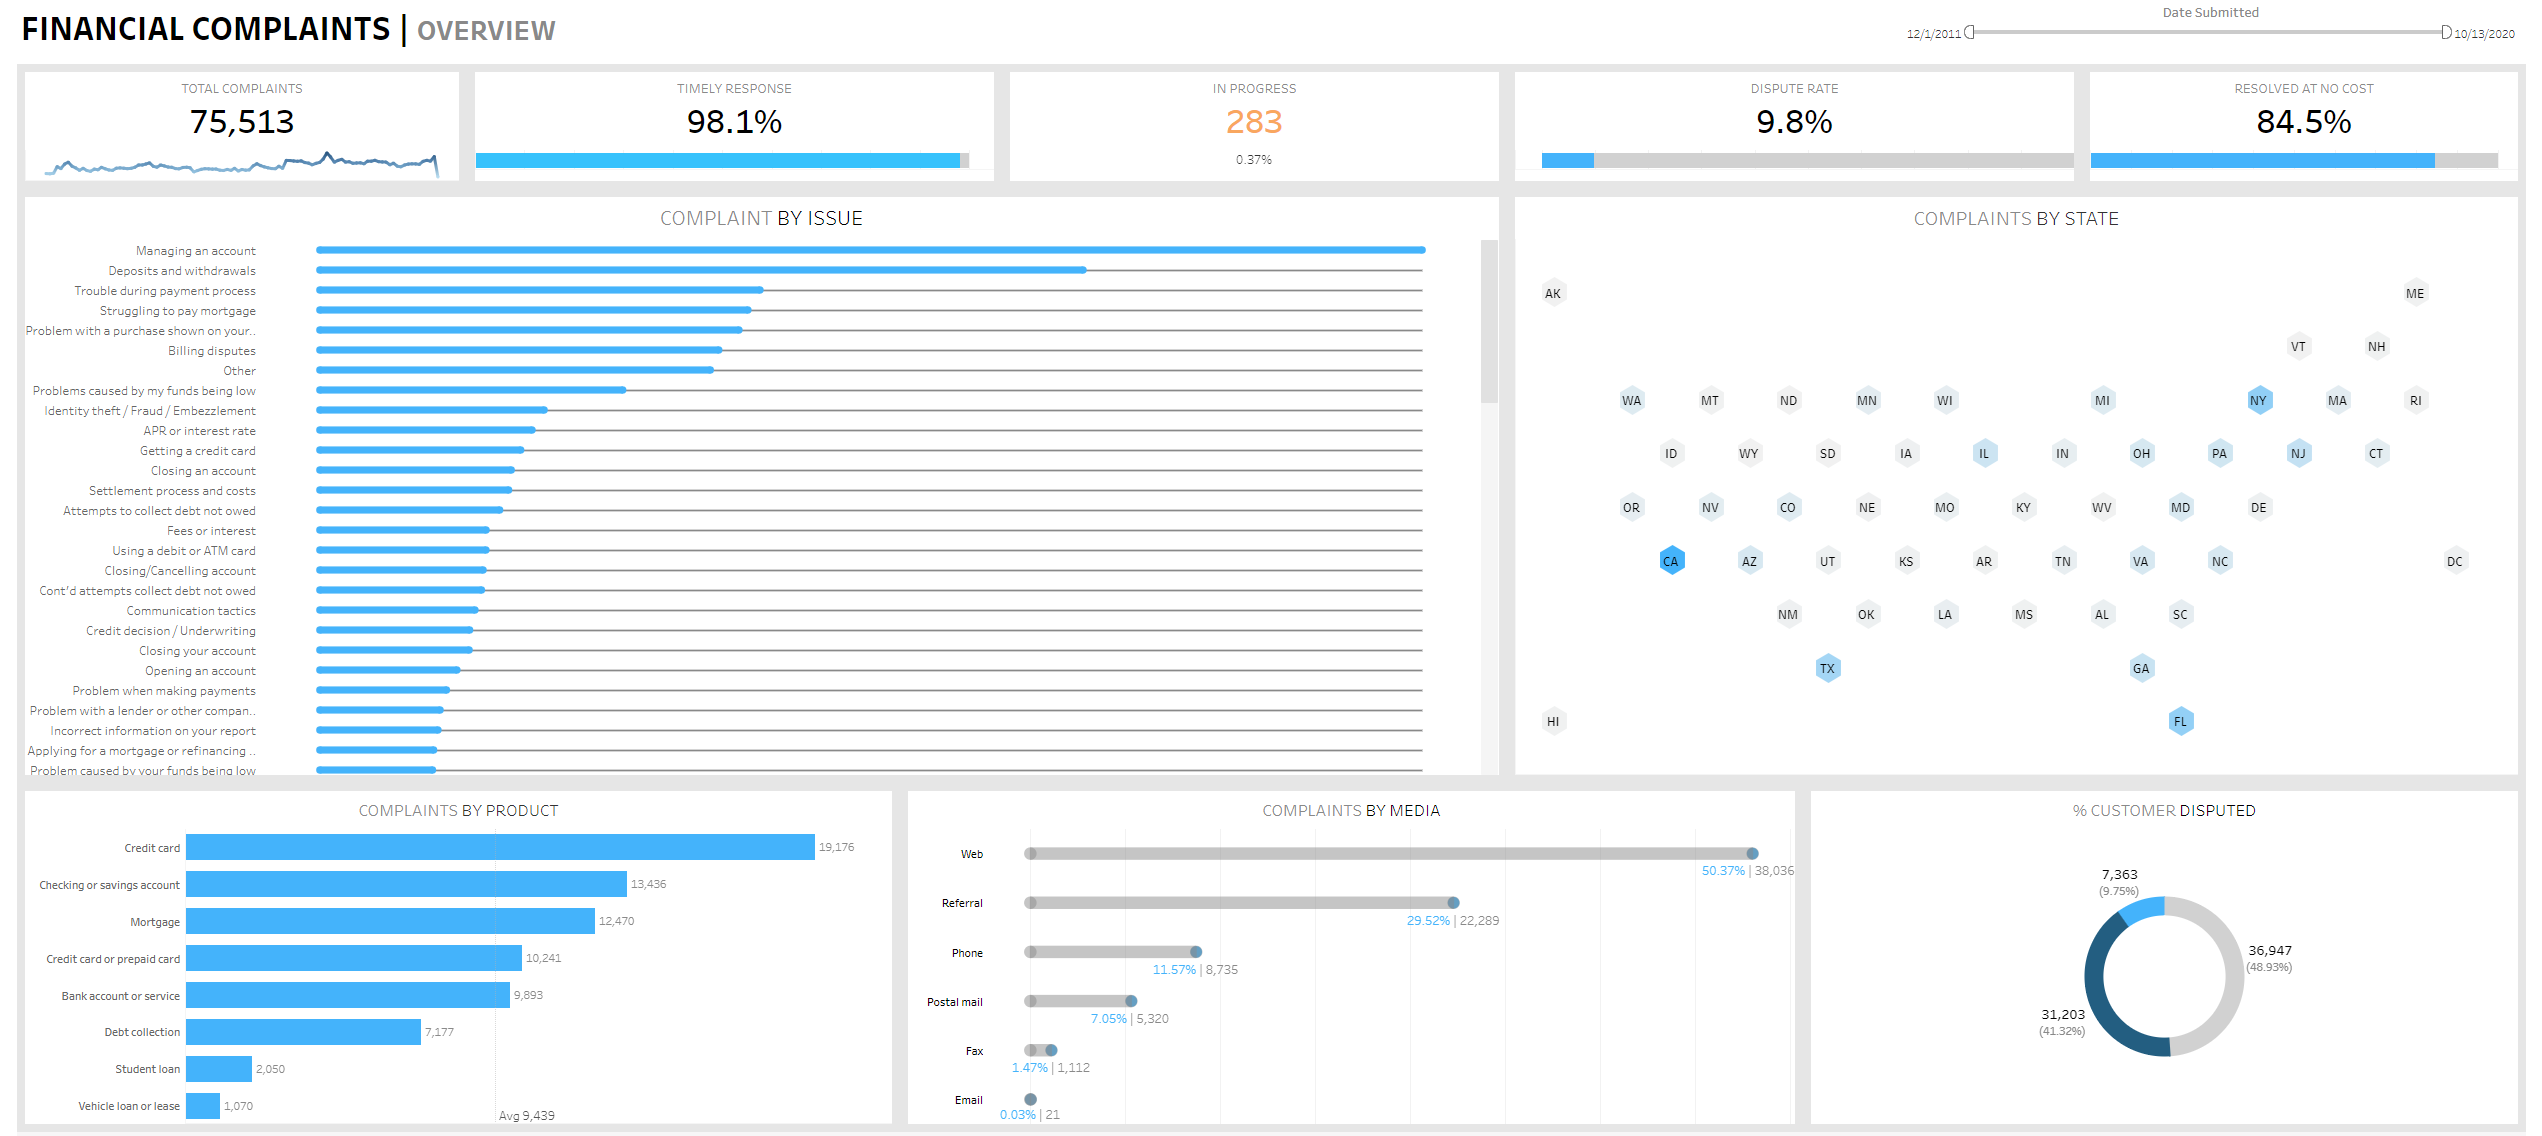 FINANCIAL COMPLAINTS | OVERVIEW
Date Submitted
12/1/2011 10/13/2020
TOTAL COMPLAINTS
75,513
TIMELY RESPONSE
98.1%
IN PROGRESS
283
0.37%
DISPUTE RATE
9.8%
RESOLVED AT NO COST
84.5%
COMPLAINT BY ISSUE
Managing an account
Deposits and withdrawals
Trouble during payment process
Struggling to pay mortgage
Problem with a purchase shown on your..
Billing disputes
Other
Problems caused by my funds being low
Identity theft / Fraud / Embezzlement
APR or interest rate
Getting a credit card
Closing an account
Settlement process and costs
Attempts to collect debt not owed
Fees or interest
Using a debit or ATM card
Closing/Cancelling account
Cont'd attempts collect debt not owed
Communication tactics
Credit decision / Underwriting
Closing your account
Opening an account
Problem when making payments
Problem with a lender or other compan..
Incorrect information on your report
Applying for a mortgage or refinancing ..
Problem caused by your funds being low
COMPLAINTS BY STATE
AK ME
VT NH
WA MT ND MN WI MI NY MA RI
ID WY SD IA IL IN OH PA NJ CT
OR NV CO NE MO KY WV MD DE
CA AZ UT KS AR TN VA NC DC
NM OK LA MS AL SC
TX GA
HI FL
COMPLAINTS BY PRODUCT
Credit card 19,176
Checking or savings account 13,436
Mortgage 12,470
Credit card or prepaid card 10,241
Bank account or service 9,893
Debt collection 7,177
Student loan 2,050
Vehicle loan or lease 1,070
Avg 9,439
COMPLAINTS BY MEDIA
Web
50.37% | 38,036
Referral
29.52% | 22,289
Phone
11.57% | 8,735
Postal mail
7.05% | 5,320
Fax
1.47% | 1,112
Email
0.03% | 21
% CUSTOMER DISPUTED
7,363
(9.75%)
36,947
(48.93%)
31,203
(41.32%)